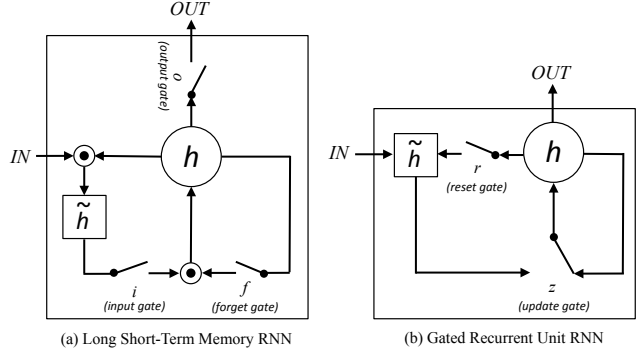 OUT
o
(output gate)
IN
h
h̃
i
(input gate)
f
(forget gate)
(a) Long Short-Term Memory RNN
OUT
IN
h̃
r
(reset gate)
h
z
(update gate)
(b) Gated Recurrent Unit RNN